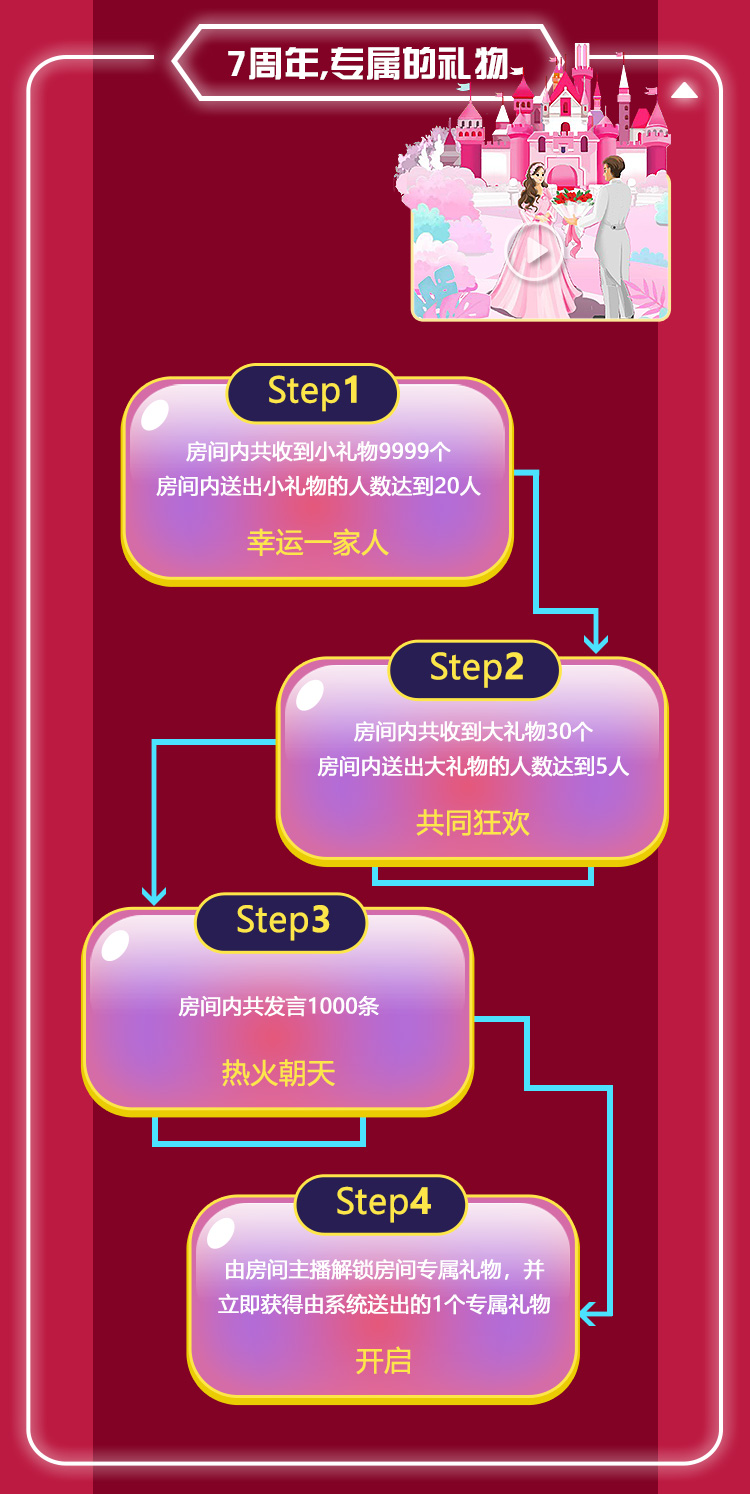 7周年,专属的礼物
Step1
房间内共收到小礼物9999个
房间内送出小礼物的人数达到20人
幸运一家人
Step2
房间内共收到大礼物30个
房间内送出大礼物的人数达到5人
共同狂欢
Step3
房间内共发言1000条
热火朝天
Step4
由房间主播解锁房间专属礼物，并
立即获得由系统送出的1个专属礼物
开启